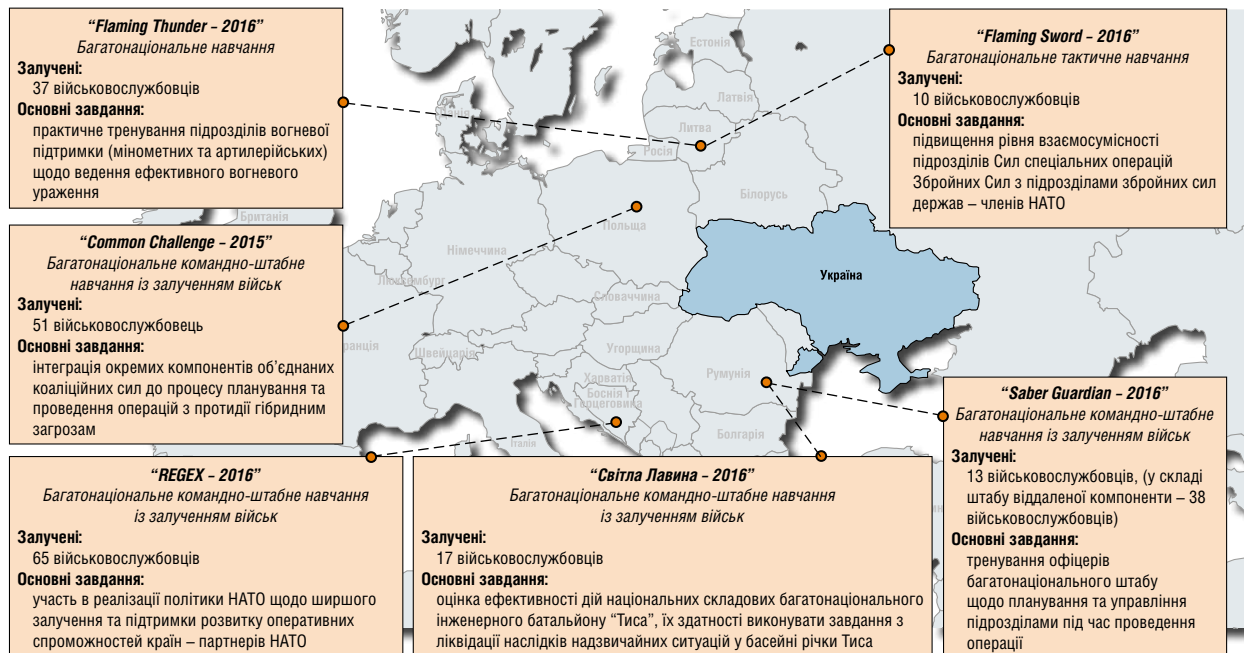 “Flaming Thunder – 2016”
Багатонаціональне навчання
Залучені:
37 військовослужбовців
Основні завдання:
практичне тренування підрозділів вогневої
підтримки (мінометних та артилерійських)
щодо ведення ефективного вогневого
ураження
“Common Challenge – 2015”
Багатонаціональне командно-штабне
навчання із залученням військ
Залучені:
51 військовослужбовець
Основні завдання:
інтеграція окремих компонентів об’єднаних
коаліційних сил до процесу планування та
проведення операцій з протидії гібридним
загрозам
“REGEX – 2016”
Багатонаціональне командно-штабне навчання
із залученням військ
Залучені:
65 військовослужбовців
Основні завдання:
участь в реалізації політики НАТО щодо ширшого
залучення та підтримки розвитку оперативних
спроможностей країн – партнерів НАТО
“Світла Лавина – 2016”
Багатонаціональне командно-штабне навчання
із залученням військ
Залучені:
17 військовослужбовців
Основні завдання:
оцінка ефективності дій національних складових багатонаціонального
інженерного батальйону “Тиса”, їх здатності виконувати завдання з
ліквідації наслідків надзвичайних ситуацій у басейні річки Тиса
“Flaming Sword – 2016”
Багатонаціональне тактичне навчання
Залучені:
10 військовослужбовців
Основні завдання:
підвищення рівня взаємосумісності
підрозділів Сил спеціальних операцій
Збройних Сил з підрозділами збройних сил
держав – членів НАТО
“Saber Guardian – 2016”
Багатонаціональне командно-штабне
навчання із залученням військ
Залучені:
13 військовослужбовців, (у складі
штабу віддаленої компоненти – 38
військовослужбовців)
Основні завдання:
тренування офіцерів
багатонаціонального штабу
щодо планування та управління
підрозділами під час проведення
операції
Естонія
Латвія
Литва
Росія
Білорусь
Британія
Польща
Німеччина
Люксембург
Україна
Словаччина
Угорщина
Швейцарія
Румунія
Хорватія
Боснія і
Герцеговина
Болгарія
Італія